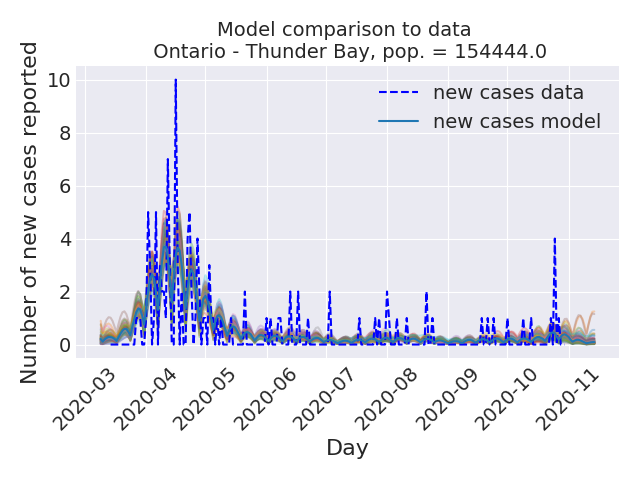 Model comparison to data
Ontario - Thunder Bay, pop. = 154444.0
new cases data
new cases model
Number of new cases reported
10
8
6
4
2
0
2020-03
2020-04
2020-05
2020-06
2020-07
2020-08
2020-09
2020-10
2020-11
Day